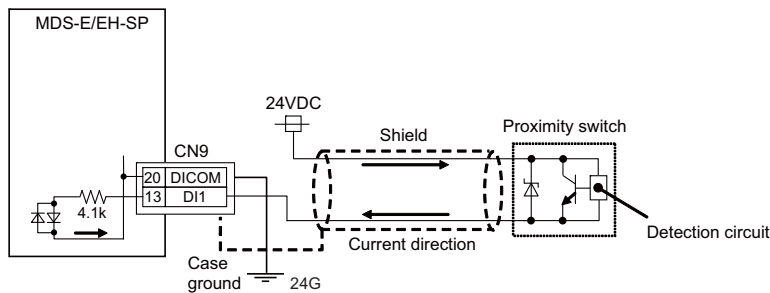 MDS-E/EH-SP
24VDC
Shield
Proximity switch
CN9
20 DICOM
13 DI1
4.1k
Current direction
Detection circuit
Case
ground
24G